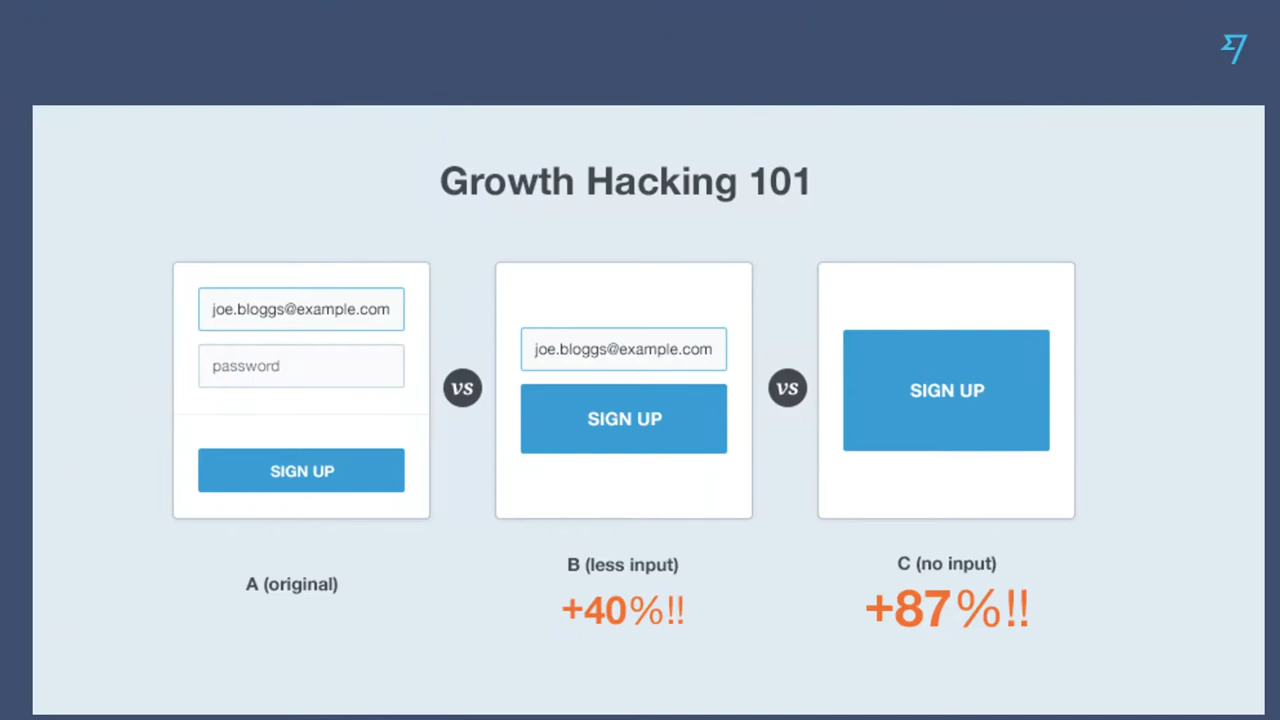 Growth Hacking 101
joe.bloggs@example.com
password
SIGN UP
vs
joe.bloggs@example.com
SIGN UP
vs
SIGN UP
A (original)
B (less input)
+40%!!
C (no input)
+87%!!